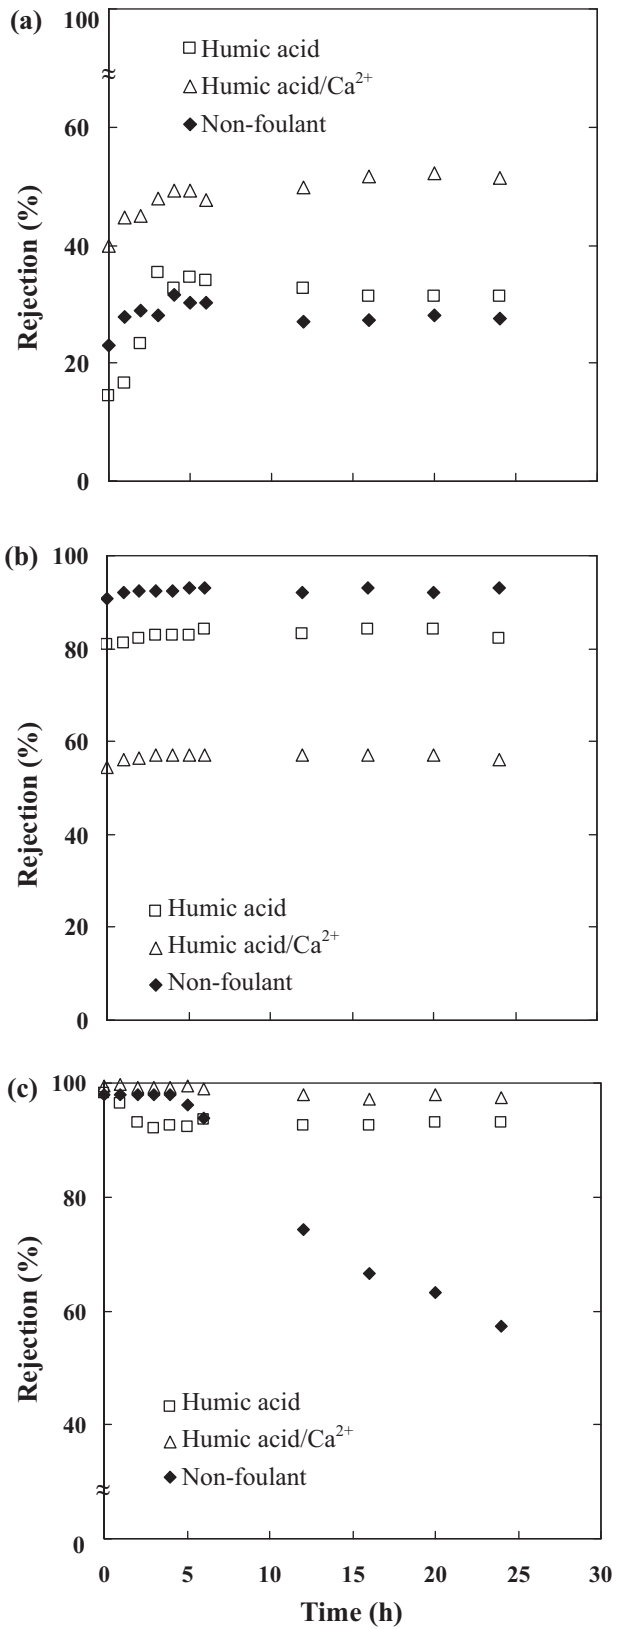 (a)
100
Humic acid
Humic acid/Ca²⁺
Non-foulant
60
40
20
0
Rejection (%)
(b)
100
80
60
40
20
0
Rejection (%)
Humic acid
Humic acid/Ca²⁺
Non-foulant
(c)
100
80
60
40
0
Rejection (%)
Humic acid
Humic acid/Ca²⁺
Non-foulant
0 5 10 15 20 25 30
Time (h)